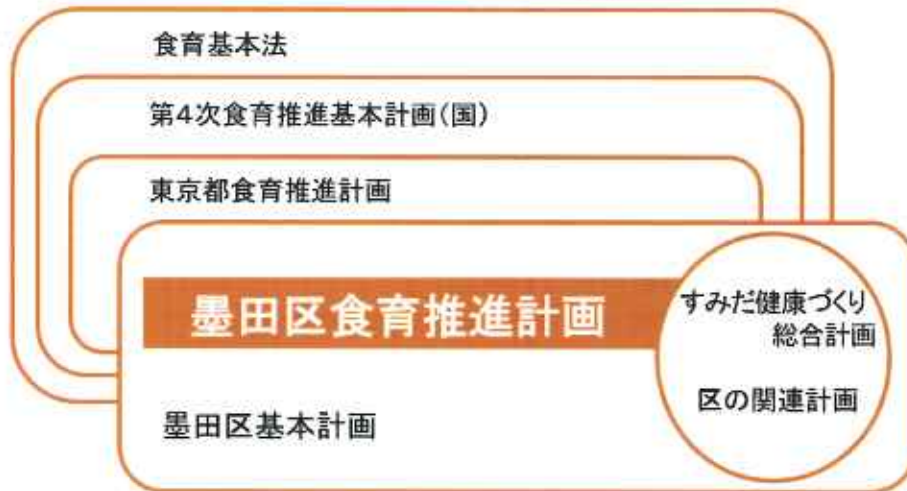 食育基本法
第4次食育推進基本計画(国)
東京都食育推進計画
墨田区食育推進計画
すみだ健康づくり
総合計画
区の関連計画
墨田区基本計画